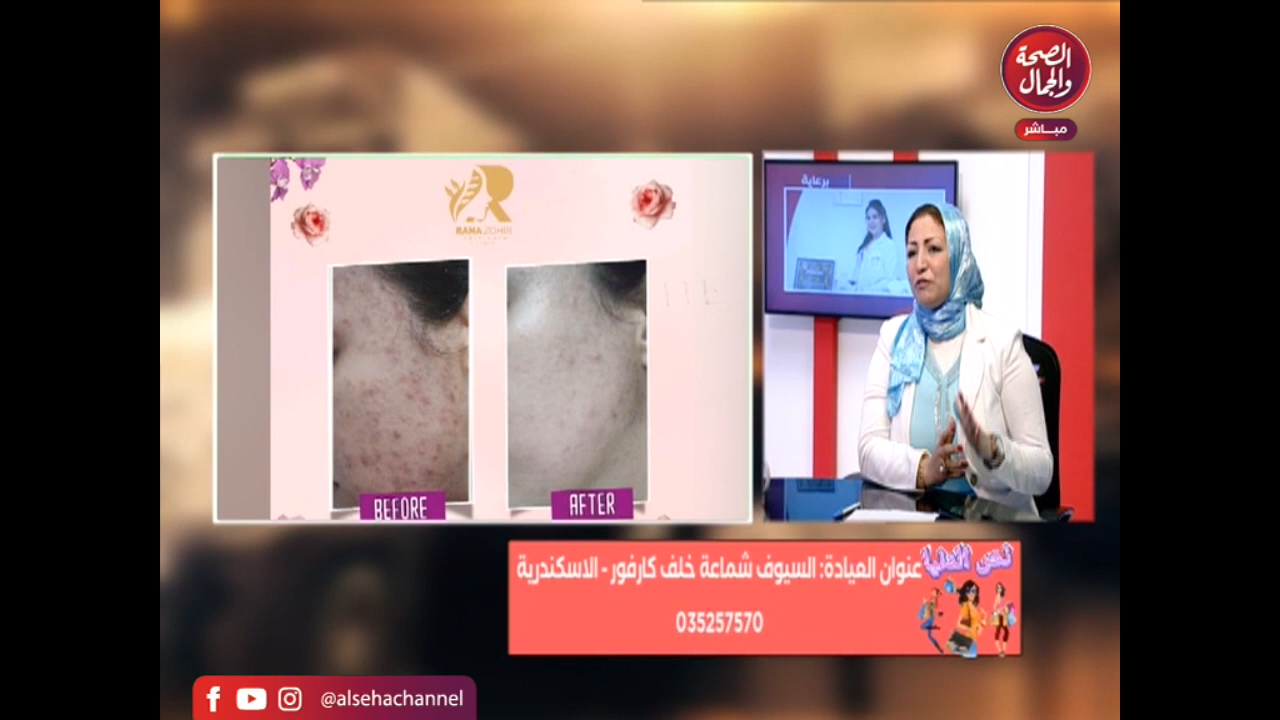 الصحة
والجمال
مباشر
برعاية
RANA ZOHIR
BEFORE
AFTER
عنوان العيادة: السيوف شماعة خلف كارفور - الاسكندرية
035257570
@alsehachannel